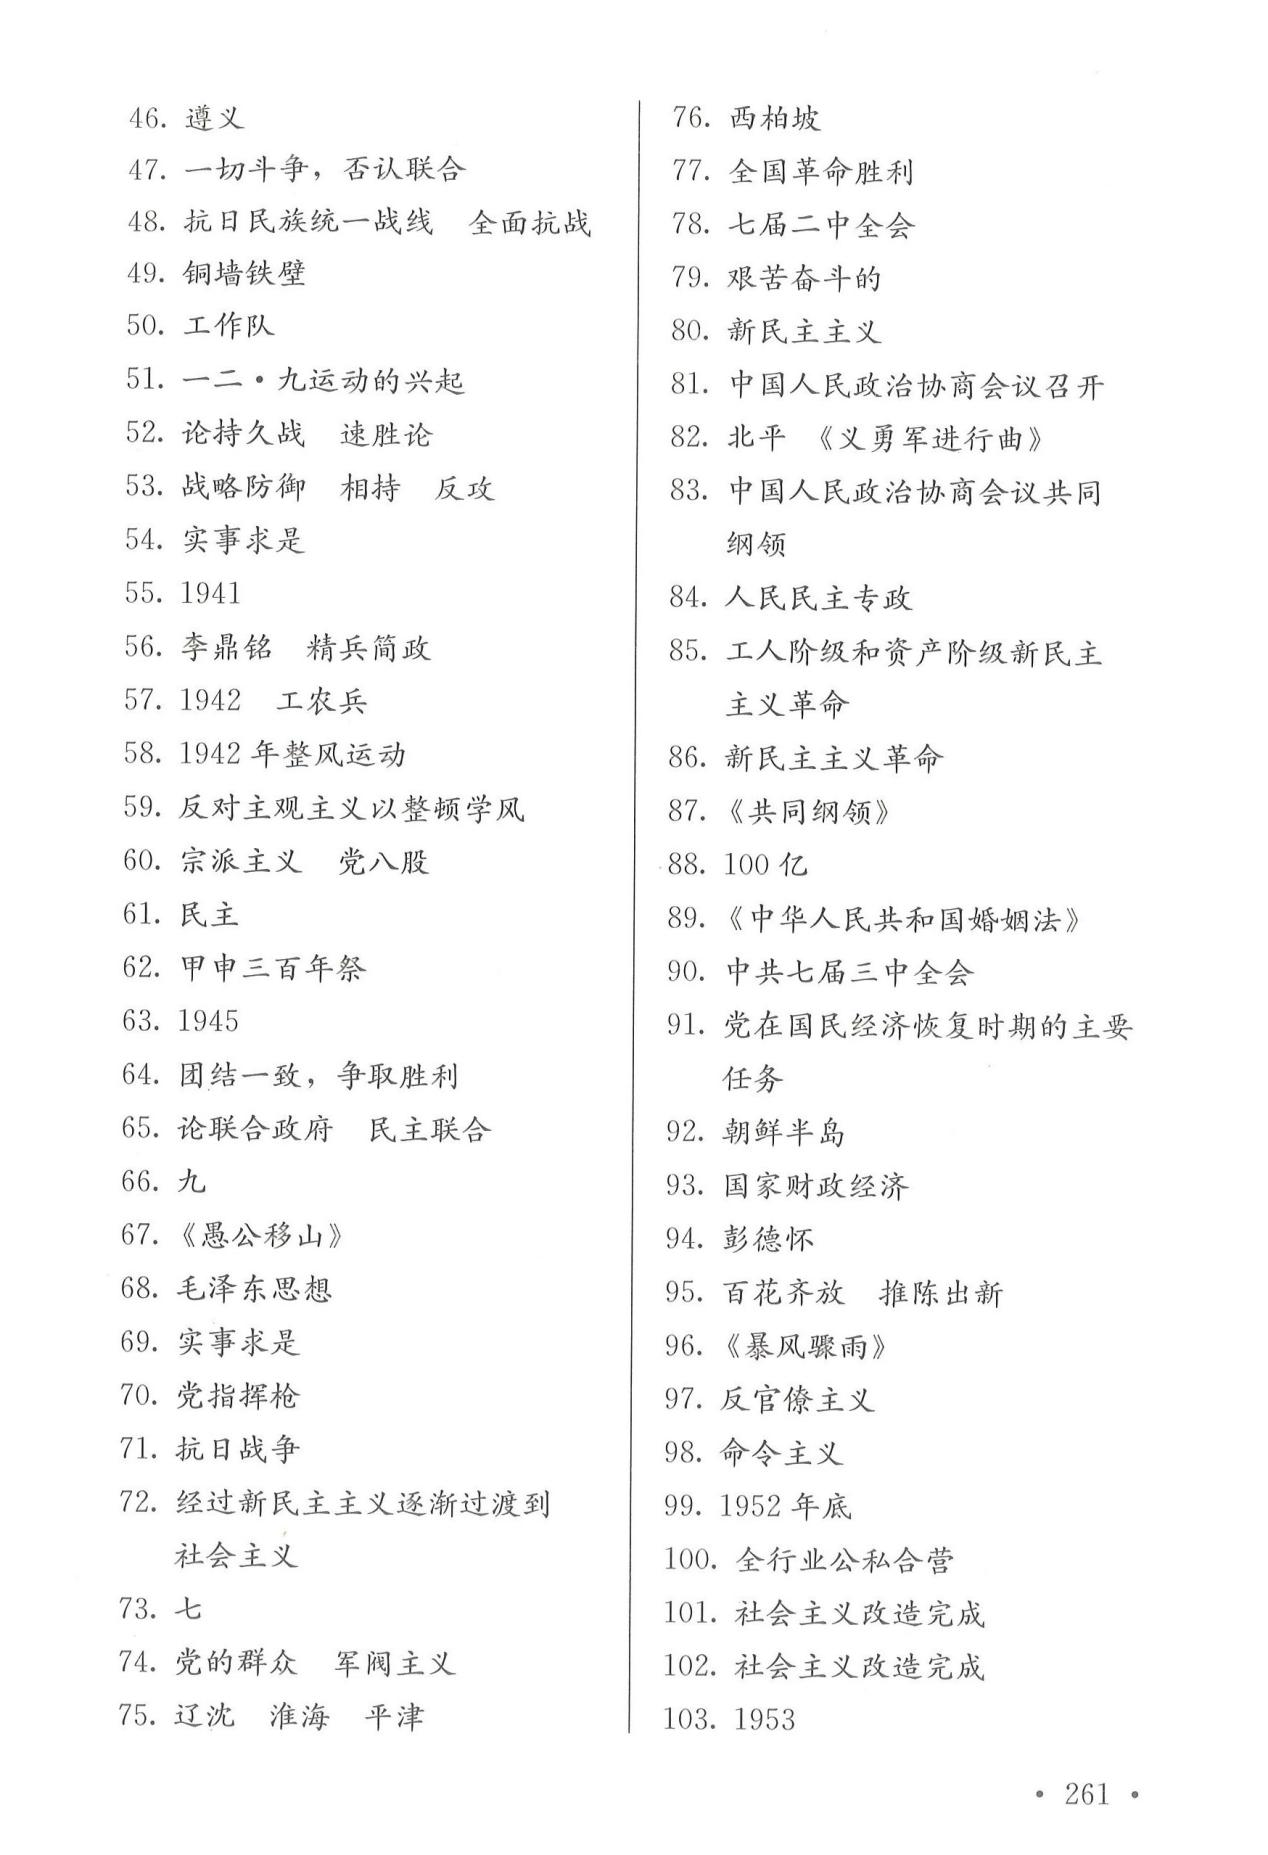 46. 遵义
47. 一切斗争，否认联合
48. 抗日民族统一战线　全面抗战
49. 铜墙铁壁
50. 工作队
51. 一二·九运动的兴起
52. 论持久战　速胜论
53. 战略防御　相持　反攻
54. 实事求是
55. 1941
56. 李鼎铭　精兵简政
57. 1942　工农兵
58. 1942年整风运动
59. 反对主观主义以整顿学风
60. 宗派主义　党八股
61. 民主
62. 甲申三百年祭
63. 1945
64. 团结一致，争取胜利
65. 论联合政府　民主联合
66. 九
67.《愚公移山》
68. 毛泽东思想
69. 实事求是
70. 党指挥枪
71. 抗日战争
72. 经过新民主主义逐渐过渡到
社会主义
73. 七
74. 党的群众　军阀主义
75. 辽沈　淮海　平津
76. 西柏坡
77. 全国革命胜利
78. 七届二中全会
79. 艰苦奋斗的
80. 新民主主义
81. 中国人民政治协商会议召开
82. 北平　《义勇军进行曲》
83. 中国人民政治协商会议共同
纲领
84. 人民民主专政
85. 工人阶级和资产阶级新民主
主义革命
86. 新民主主义革命
87.《共同纲领》
88. 100亿
89.《中华人民共和国婚姻法》
90. 中共七届三中全会
91. 党在国民经济恢复时期的主要
任务
92. 朝鲜半岛
93. 国家财政经济
94. 彭德怀
95. 百花齐放　推陈出新
96.《暴风骤雨》
97. 反官僚主义
98. 命令主义
99. 1952年底
100. 全行业公私合营
101. 社会主义改造完成
102. 社会主义改造完成
103. 1953
· 261 ·